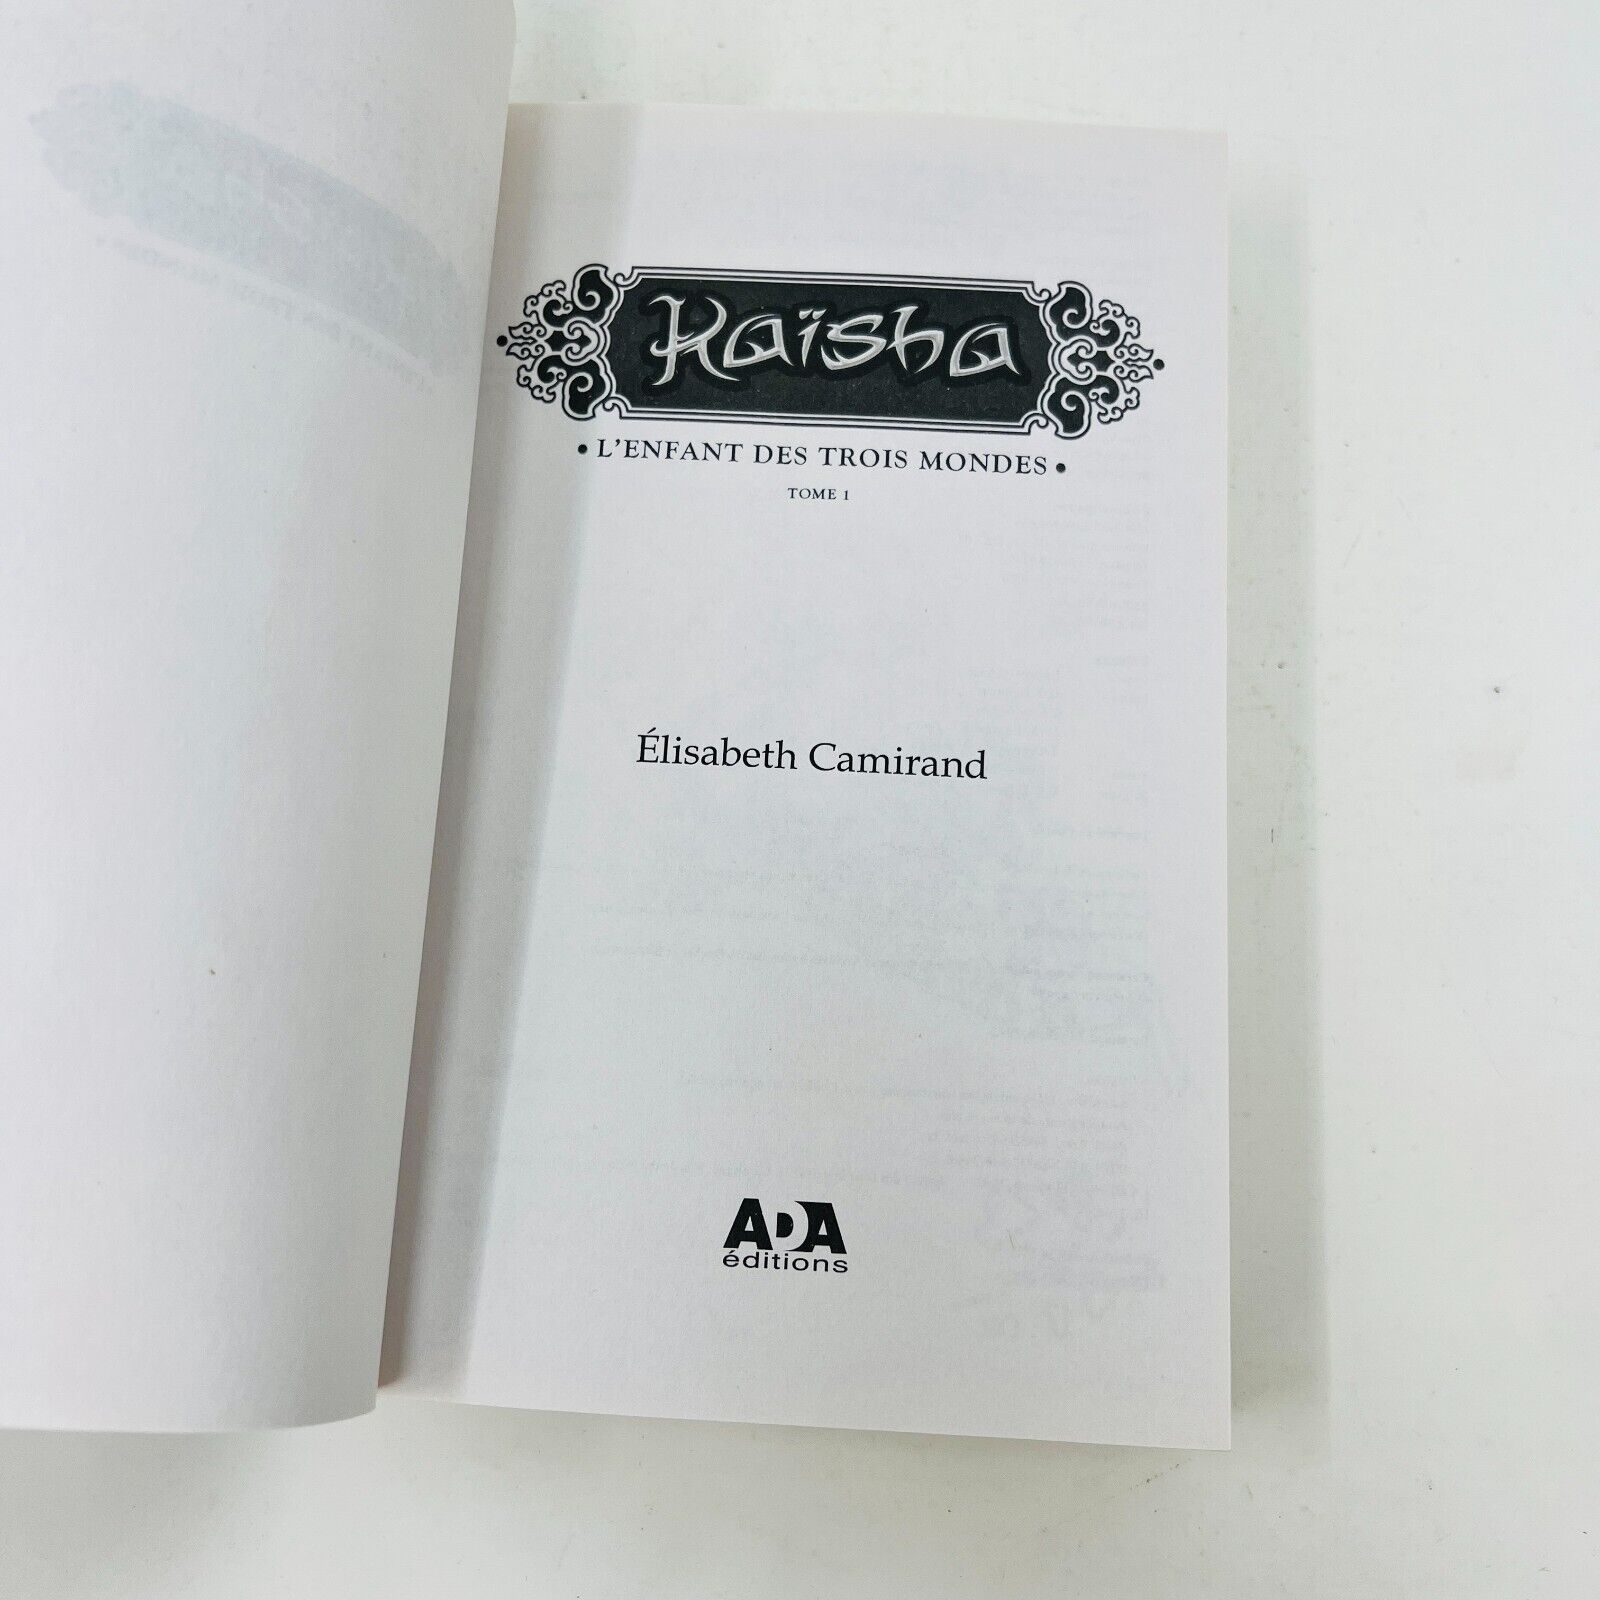 Kaïsha
• L'ENFANT DES TROIS MONDES •
TOME 1
Élisabeth Camirand
ADA
éditions